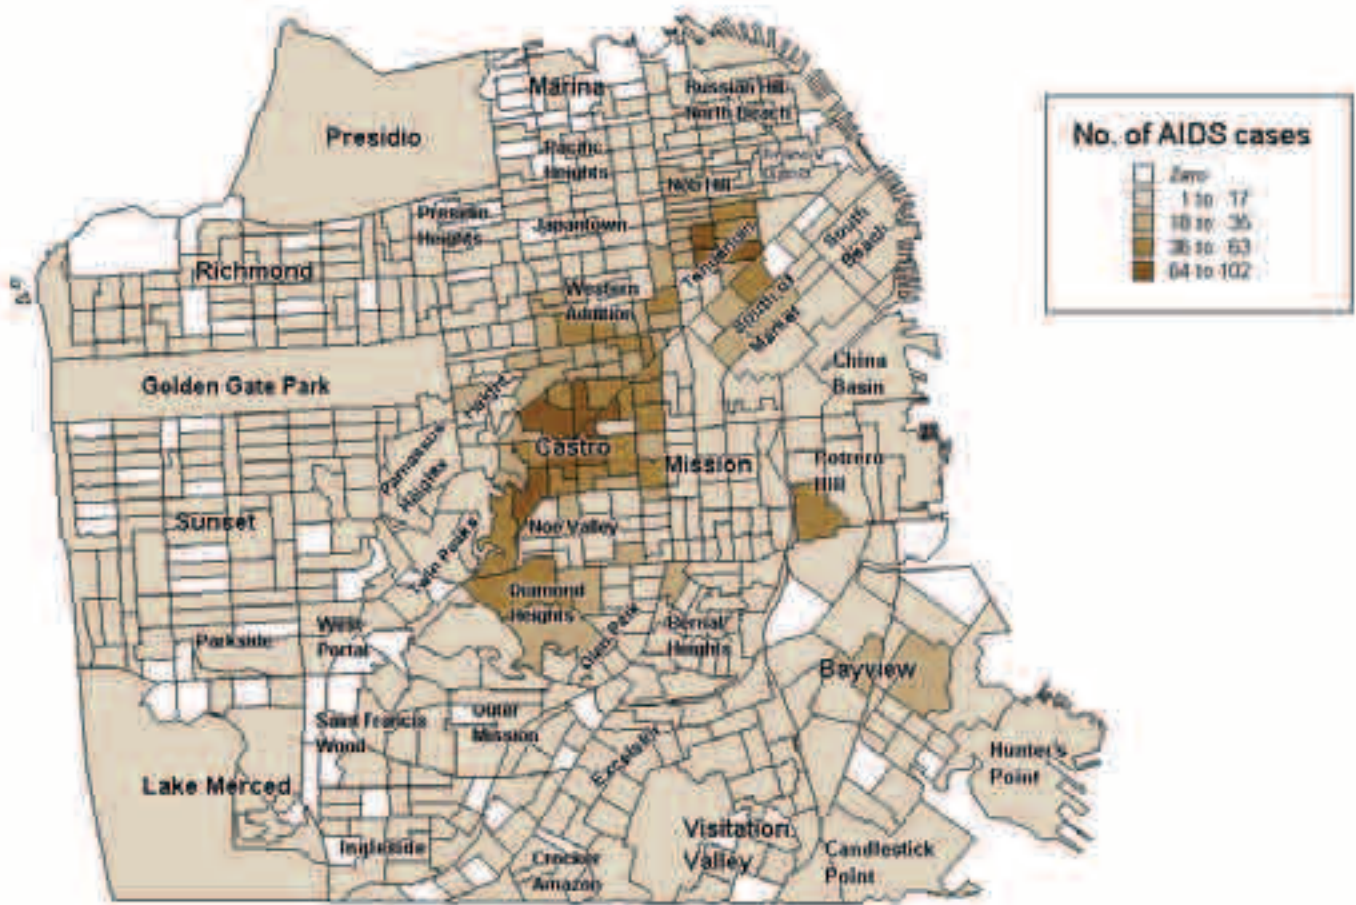 Marina
Russian Hill
North Beach
Presidio
Pacific
Heights
Nob Hill
Presidio
Heights
Japantown
South
Beach
Tenderloin
Richmond
Western
Addition
South of
Market
China
Basin
Golden Gate Park
Haight
Castro
Mission
Parnassus
Heights
Potrero
Hill
Sunset
Noe Valley
Twin Peaks
Diamond
Heights
Glen Park
Bernal
Heights
Parkside
West
Portal
Bayview
Saint Francis
Wood
Outer
Mission
Excelsior
Hunter's
Point
Lake Merced
Visitation
Valley
Ingleside
Crocker
Amazon
Candlestick
Point
No. of AIDS cases
Zero
1 to 17
18 to 35
36 to 63
64 to 102